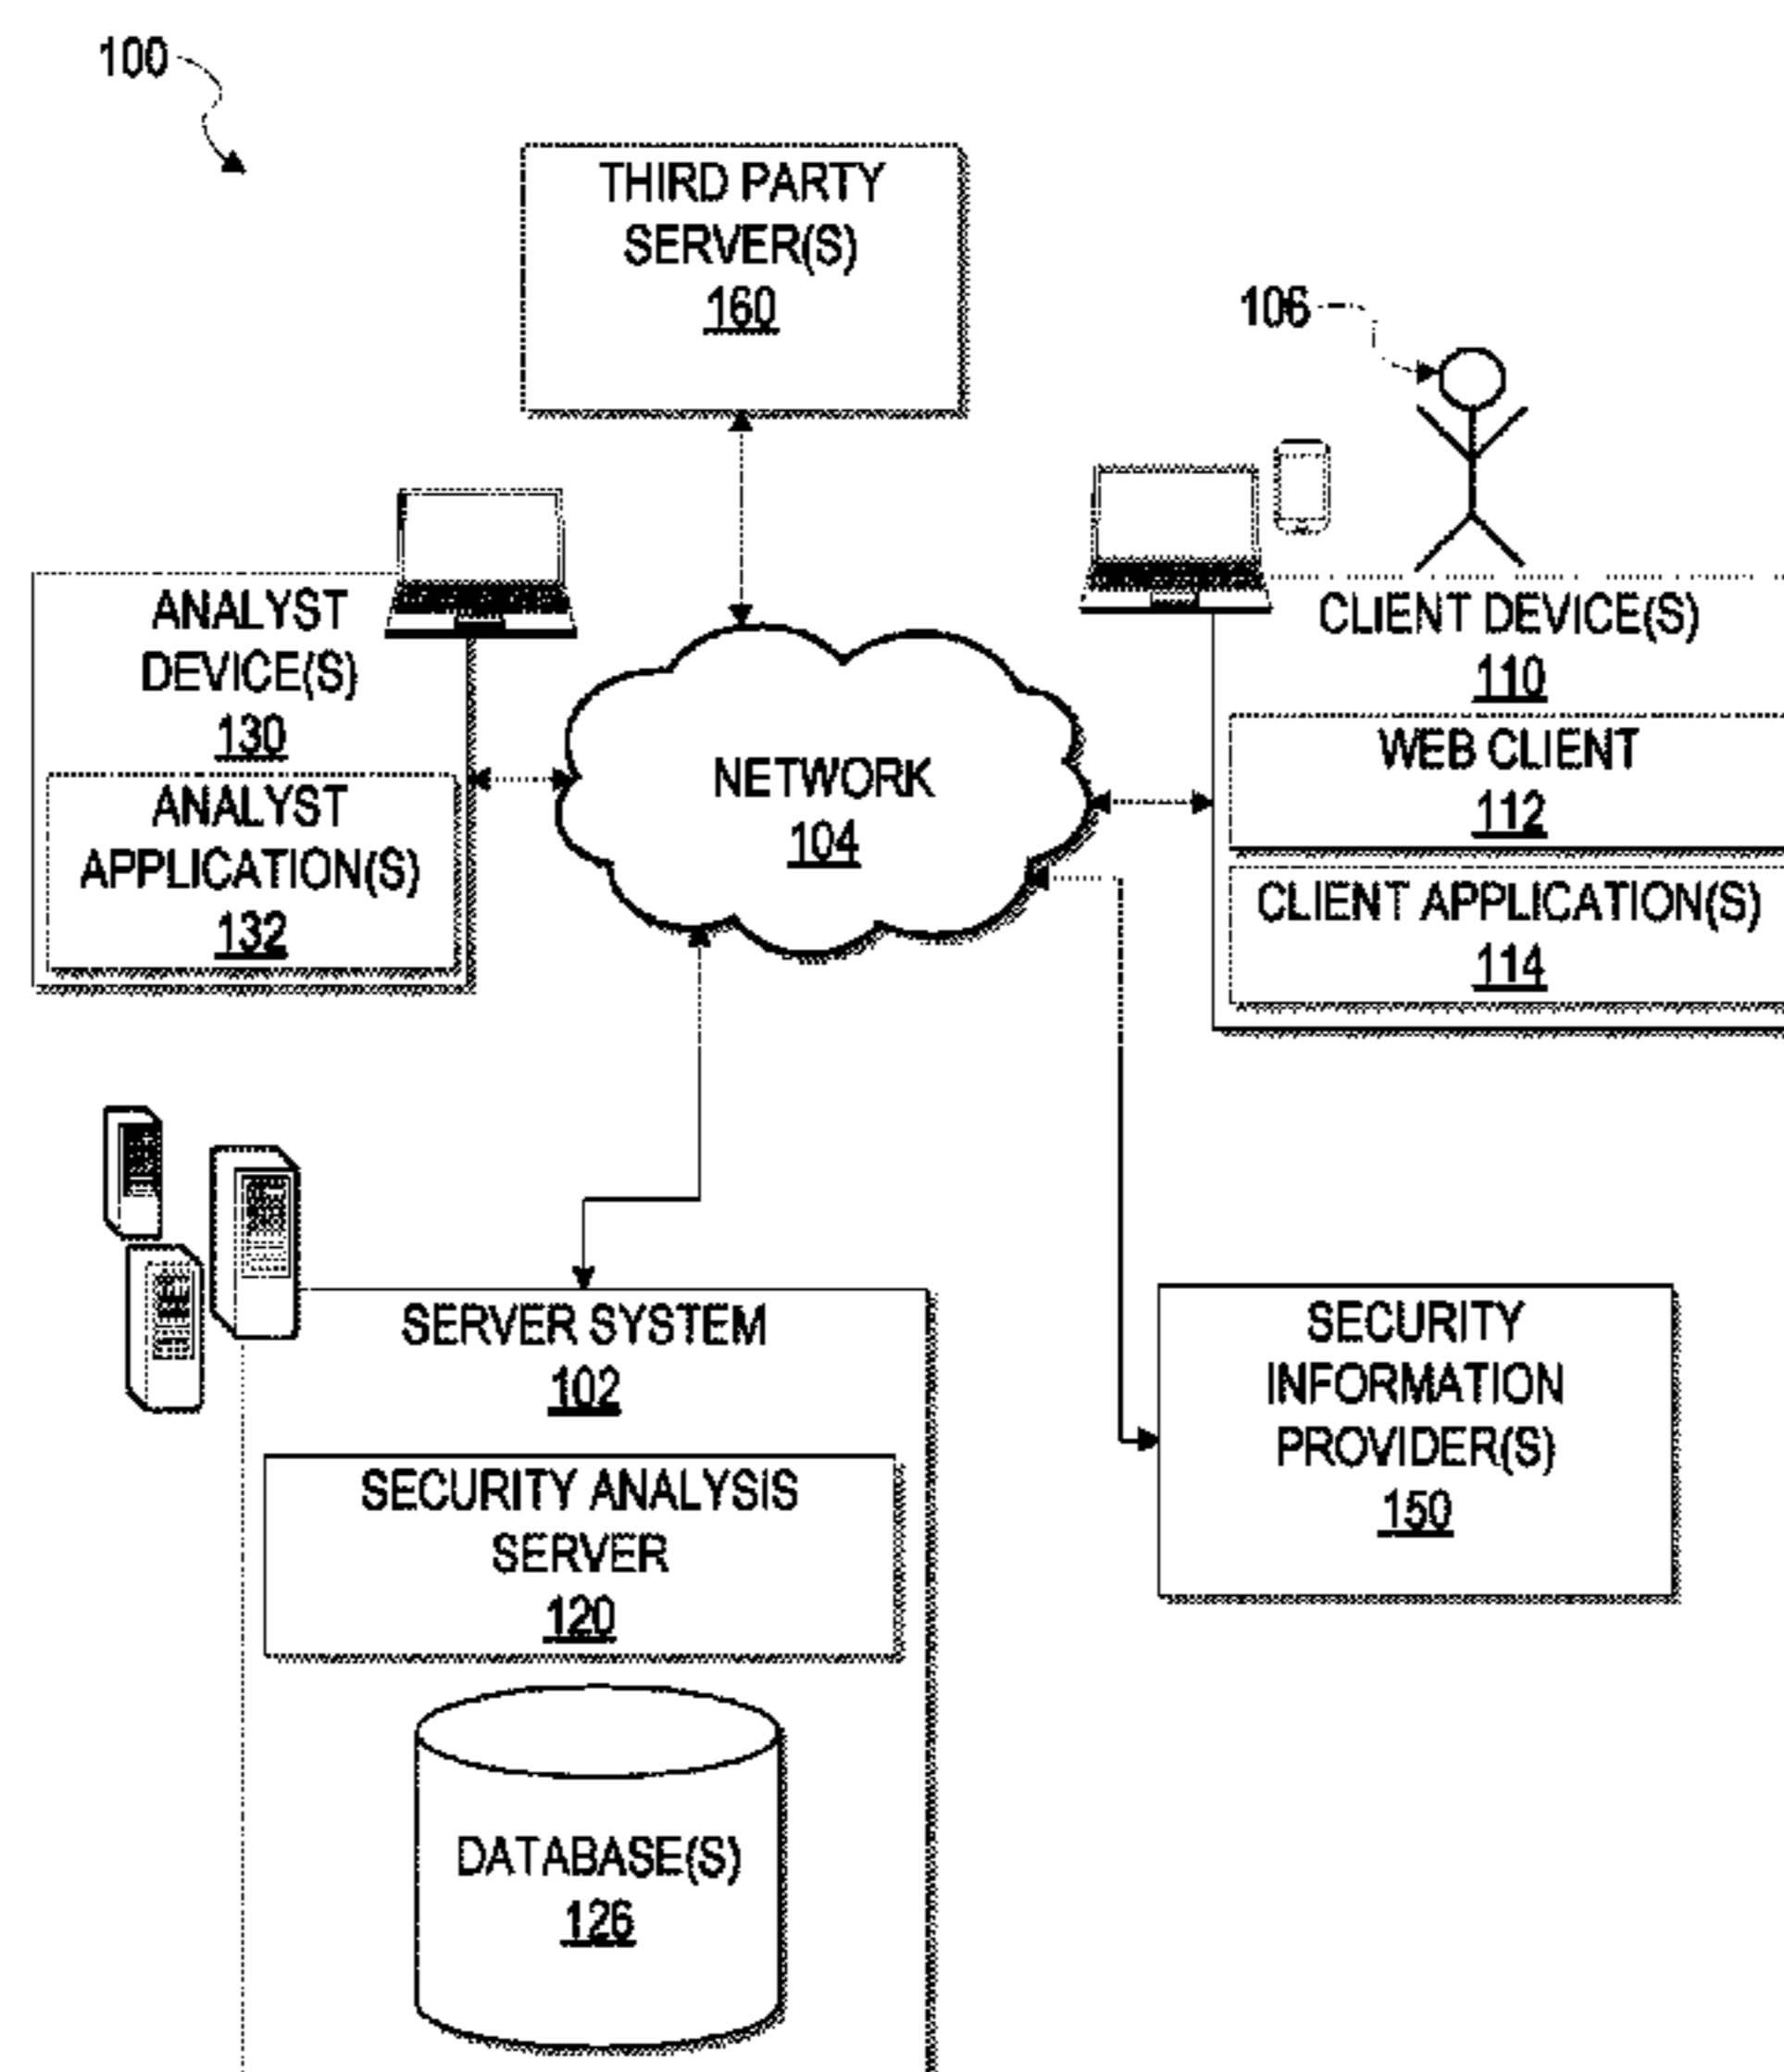 100
THIRD PARTY
SERVER(S)
160
106
ANALYST
DEVICE(S)
130
ANALYST
APPLICATION(S)
132
NETWORK
104
CLIENT DEVICE(S)
110
WEB CLIENT
112
CLIENT APPLICATION(S)
114
SERVER SYSTEM
102
SECURITY ANALYSIS
SERVER
120
DATABASE(S)
126
SECURITY
INFORMATION
PROVIDER(S)
150